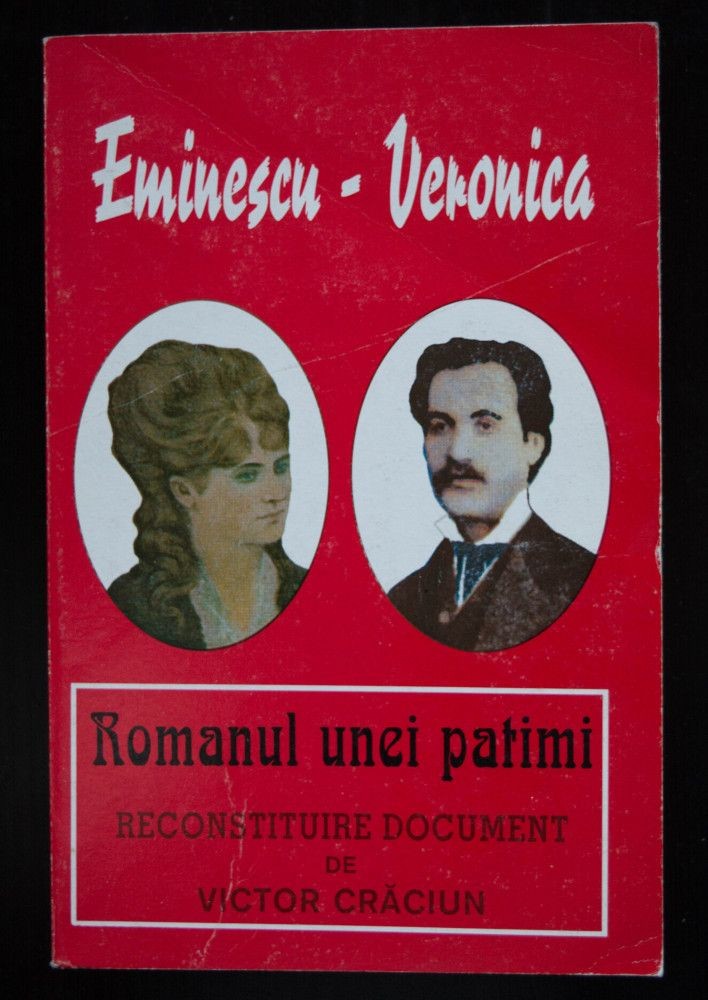 Eminescu - Veronica
Romanul unei patimi
RECONSTITUIRE DOCUMENT
DE
VICTOR CRĂCIUN